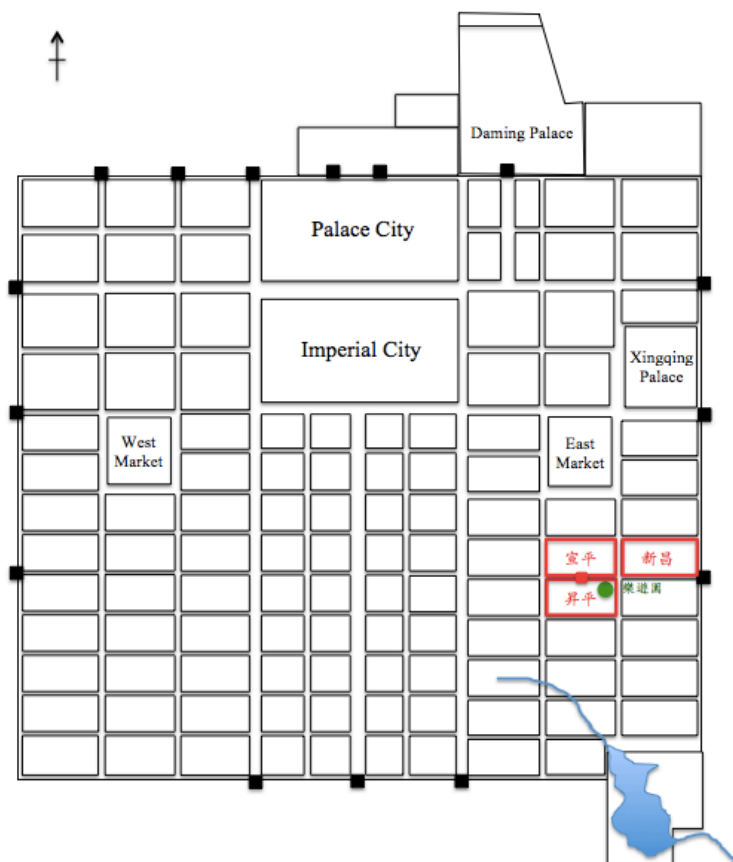 Daming Palace
Palace City
Imperial City
Xingqing
Palace
West
Market
East
Market
宣平
新昌
昇平
樂遊園